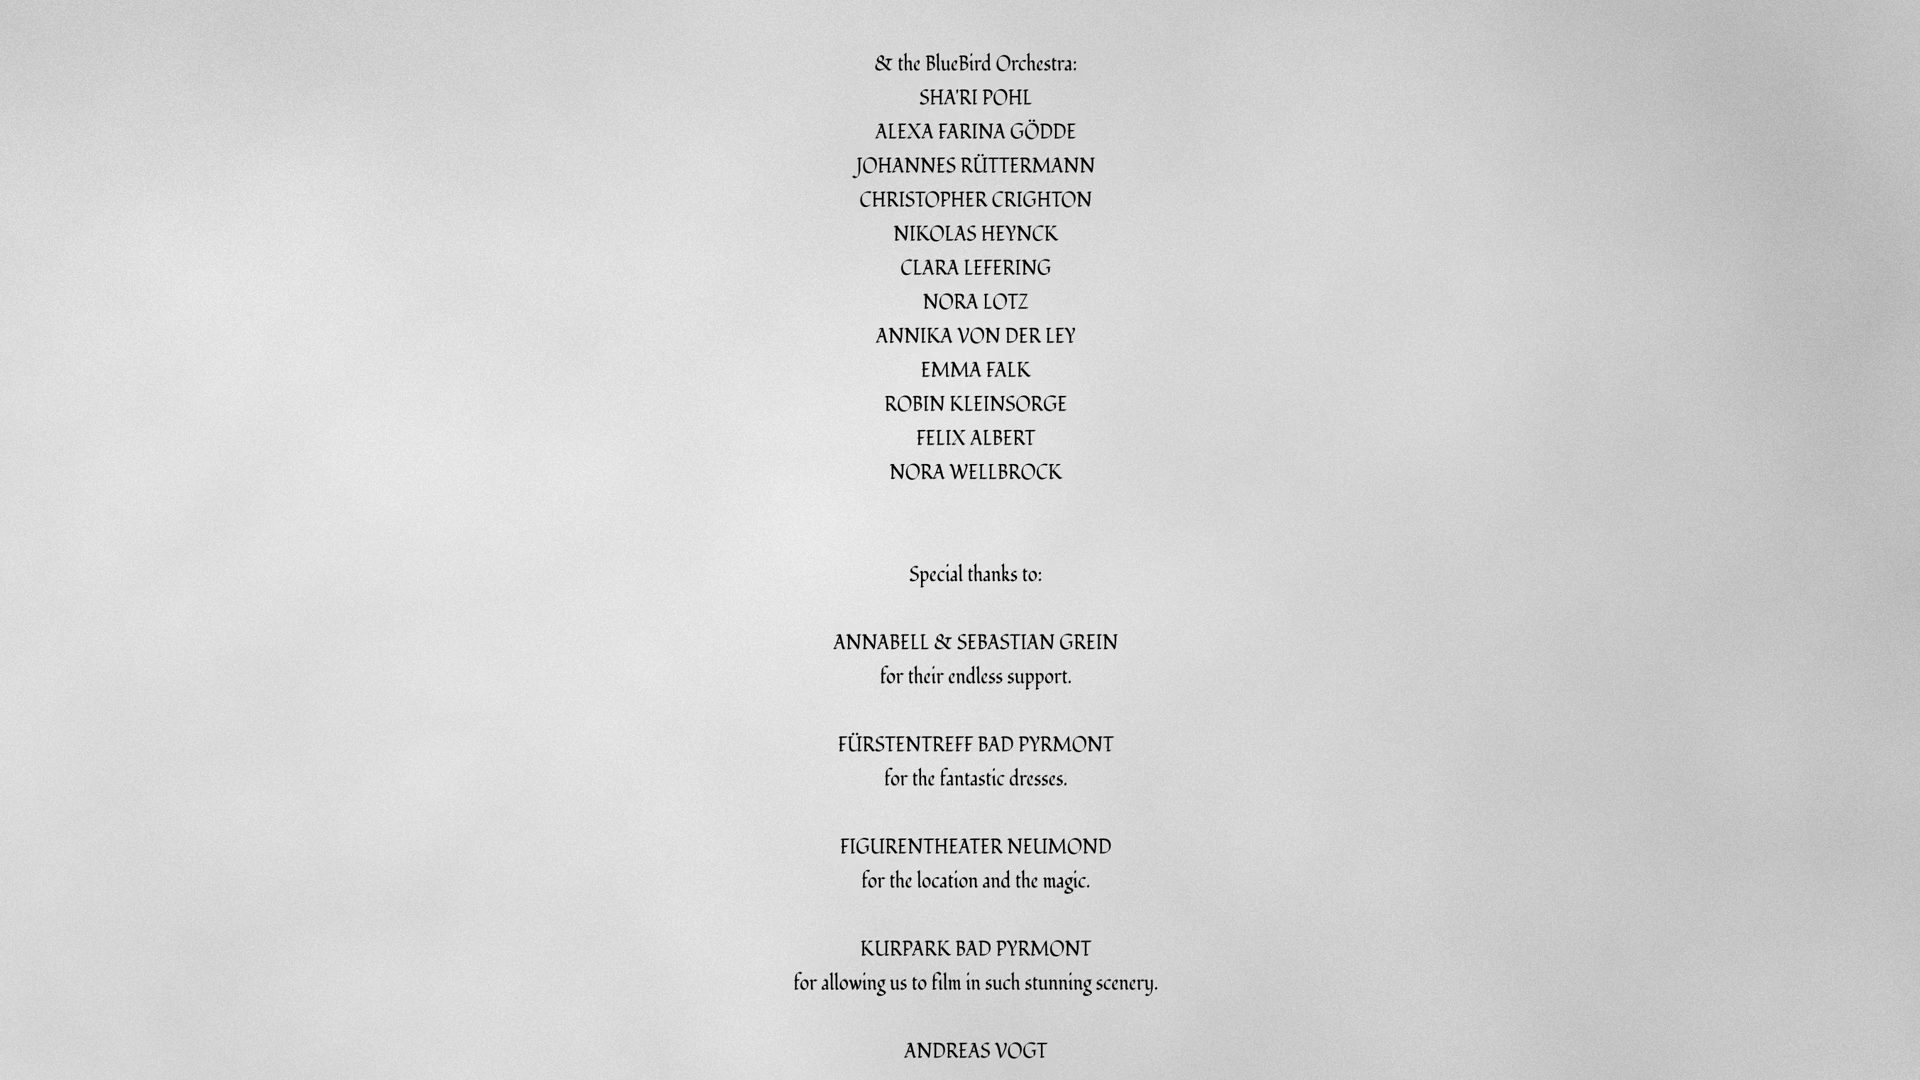 & the BlueBird Orchestra:
SHA'RI POHL
ALEXA FARINA GÖDDE
JOHANNES RÜTTERMANN
CHRISTOPHER CRIGHTON
NIKOLAS HEYNCK
CLARA LEFERING
NORA LOTZ
ANNIKA VON DER LEY
EMMA FALK
ROBIN KLEINSORGE
FELIX ALBERT
NORA WELLBROCK
Special thanks to:
ANNABELL & SEBASTIAN GREIN
for their endless support.
FÜRSTENTREFF BAD PYRMONT
for the fantastic dresses.
FIGURENTHEATER NEUMOND
for the location and the magic.
KURPARK BAD PYRMONT
for allowing us to film in such stunning scenery.
ANDREAS VOGT